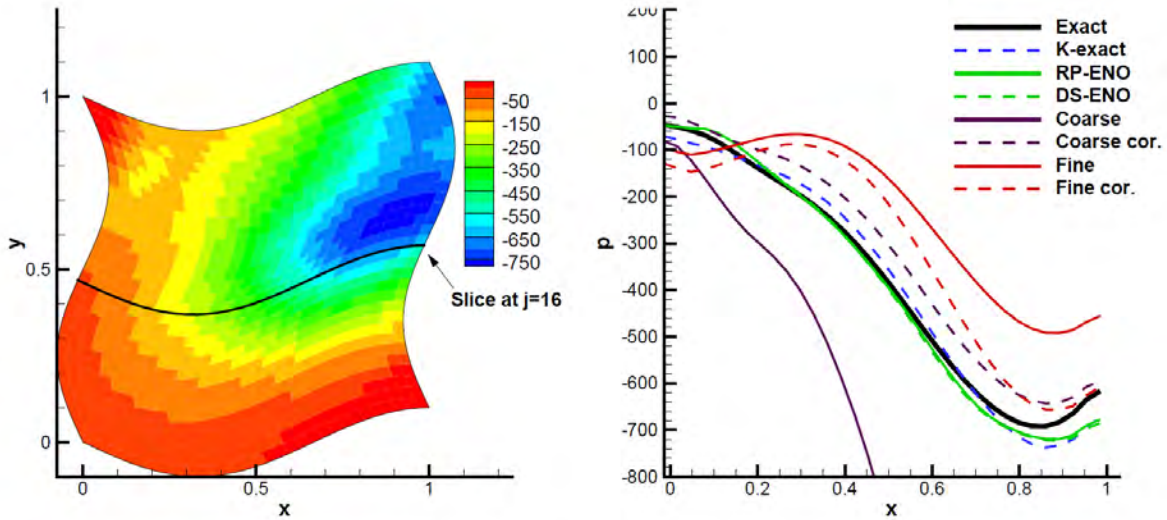 1
0.5
0
y
0
0.5
1
x
-50
-150
-250
-350
-450
-550
-650
-750
Slice at j=16
200
100
0
-100
-200
-300
-400
-500
-600
-700
-800
p
0
0.2
0.4
0.6
0.8
1
x
Exact
K-exact
RP-ENO
DS-ENO
Coarse
Coarse cor.
Fine
Fine cor.